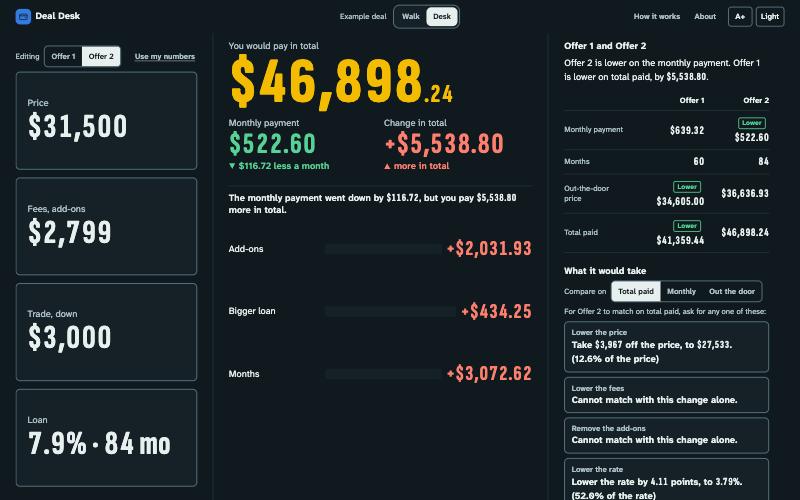 Deal Desk
Example deal
Walk
Desk
How it works
About
A+
Light
Editing
Offer 1
Offer 2
Use my numbers
Price
$31,500
Fees, add-ons
$2,799
Trade, down
$3,000
Loan
7.9% · 84 mo
You would pay in total
$46,898.24
Monthly payment
$522.60
▼ $116.72 less a month
Change in total
+$5,538.80
▲ more in total
The monthly payment went down by $116.72, but you pay $5,538.80
more in total.
Add-ons
+$2,031.93
Bigger loan
+$434.25
Months
+$3,072.62
Offer 1 and Offer 2
Offer 2 is lower on the monthly payment. Offer 1
is lower on total paid, by $5,538.80.
Offer 1
Offer 2
Monthly payment
$639.32
Lower
$522.60
Months
60
84
Out-the-door
price
Lower
$34,605.00
$36,636.93
Total paid
Lower
$41,359.44
$46,898.24
What it would take
Compare on
Total paid
Monthly
Out the door
For Offer 2 to match on total paid, ask for any one of these:
Lower the price
Take $3,967 off the price, to $27,533.
(12.6% of the price)
Lower the fees
Cannot match with this change alone.
Remove the add-ons
Cannot match with this change alone.
Lower the rate
Lower the rate by 4.11 points, to 3.79%.
(52.0% of the rate)